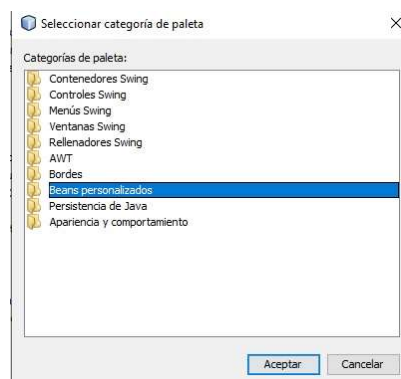 Seleccionar categoría de paleta
Categorías de paleta:
Contenedores Swing
Controles Swing
Menús Swing
Ventanas Swing
Rellenadores Swing
AWT
Bordes
Beans personalizados
Persistencia de Java
Apariencia y comportamiento
Aceptar Cancelar